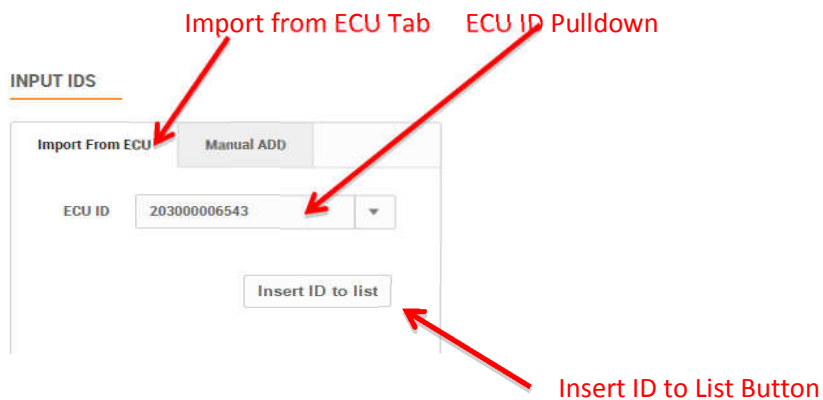 Import from ECU Tab ECU ID Pulldown
INPUT IDS
Import From ECU Manual ADD
ECU ID 203000006543
Insert ID to list
Insert ID to List Button